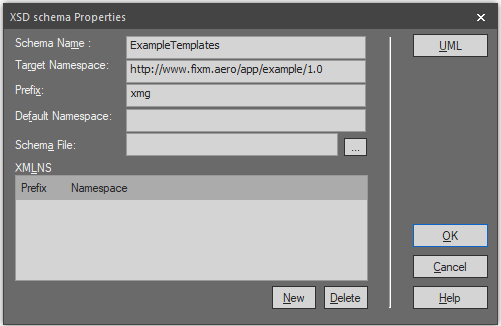 XSD schema Properties
Schema Name :
ExampleTemplates
UML
Target Namespace:
http://www.fixm.aero/app/example/1.0
Prefix:
xmg
Default Namespace:
Schema File:
...
XMLNS
Prefix Namespace
OK
Cancel
New Delete Help